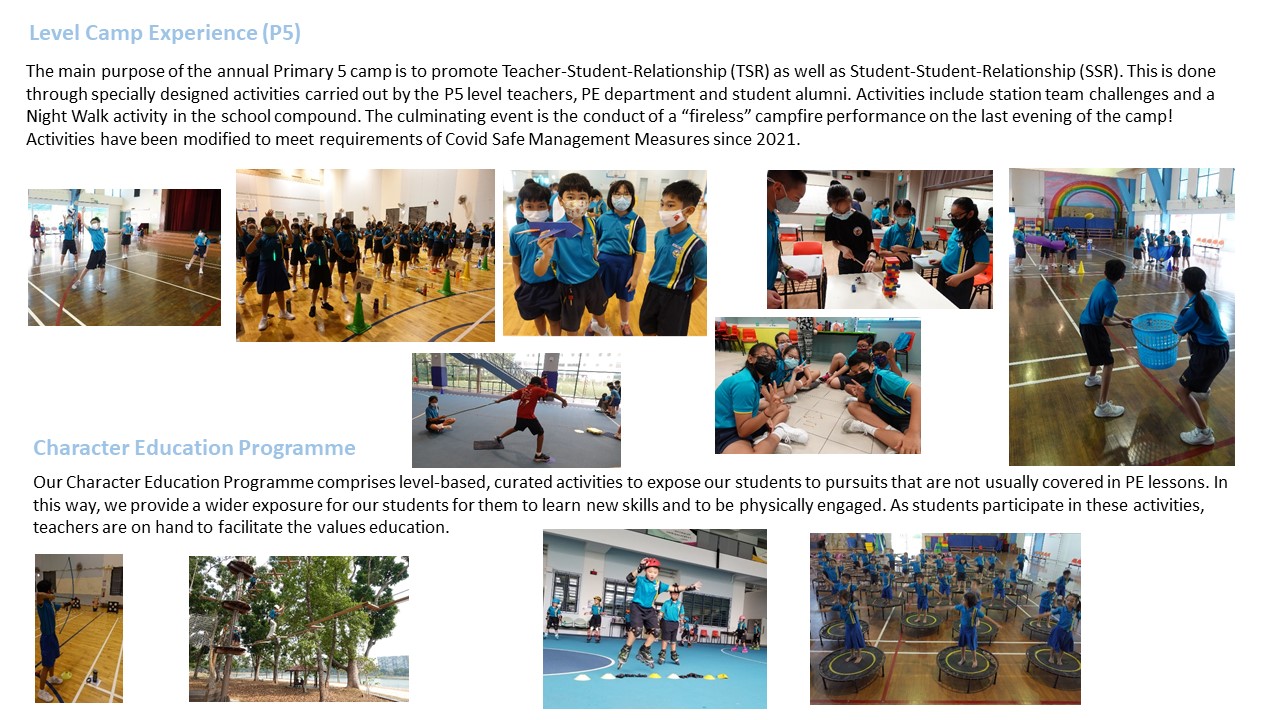 Level Camp Experience (P5)
The main purpose of the annual Primary 5 camp is to promote Teacher-Student-Relationship (TSR) as well as Student-Student-Relationship (SSR). This is done
through specially designed activities carried out by the P5 level teachers, PE department and student alumni. Activities include station team challenges and a
Night Walk activity in the school compound. The culminating event is the conduct of a “fireless” campfire performance on the last evening of the camp!
Activities have been modified to meet requirements of Covid Safe Management Measures since 2021.
Character Education Programme
Our Character Education Programme comprises level-based, curated activities to expose our students to pursuits that are not usually covered in PE lessons. In
this way, we provide a wider exposure for our students for them to learn new skills and to be physically engaged. As students participate in these activities,
teachers are on hand to facilitate the values education.